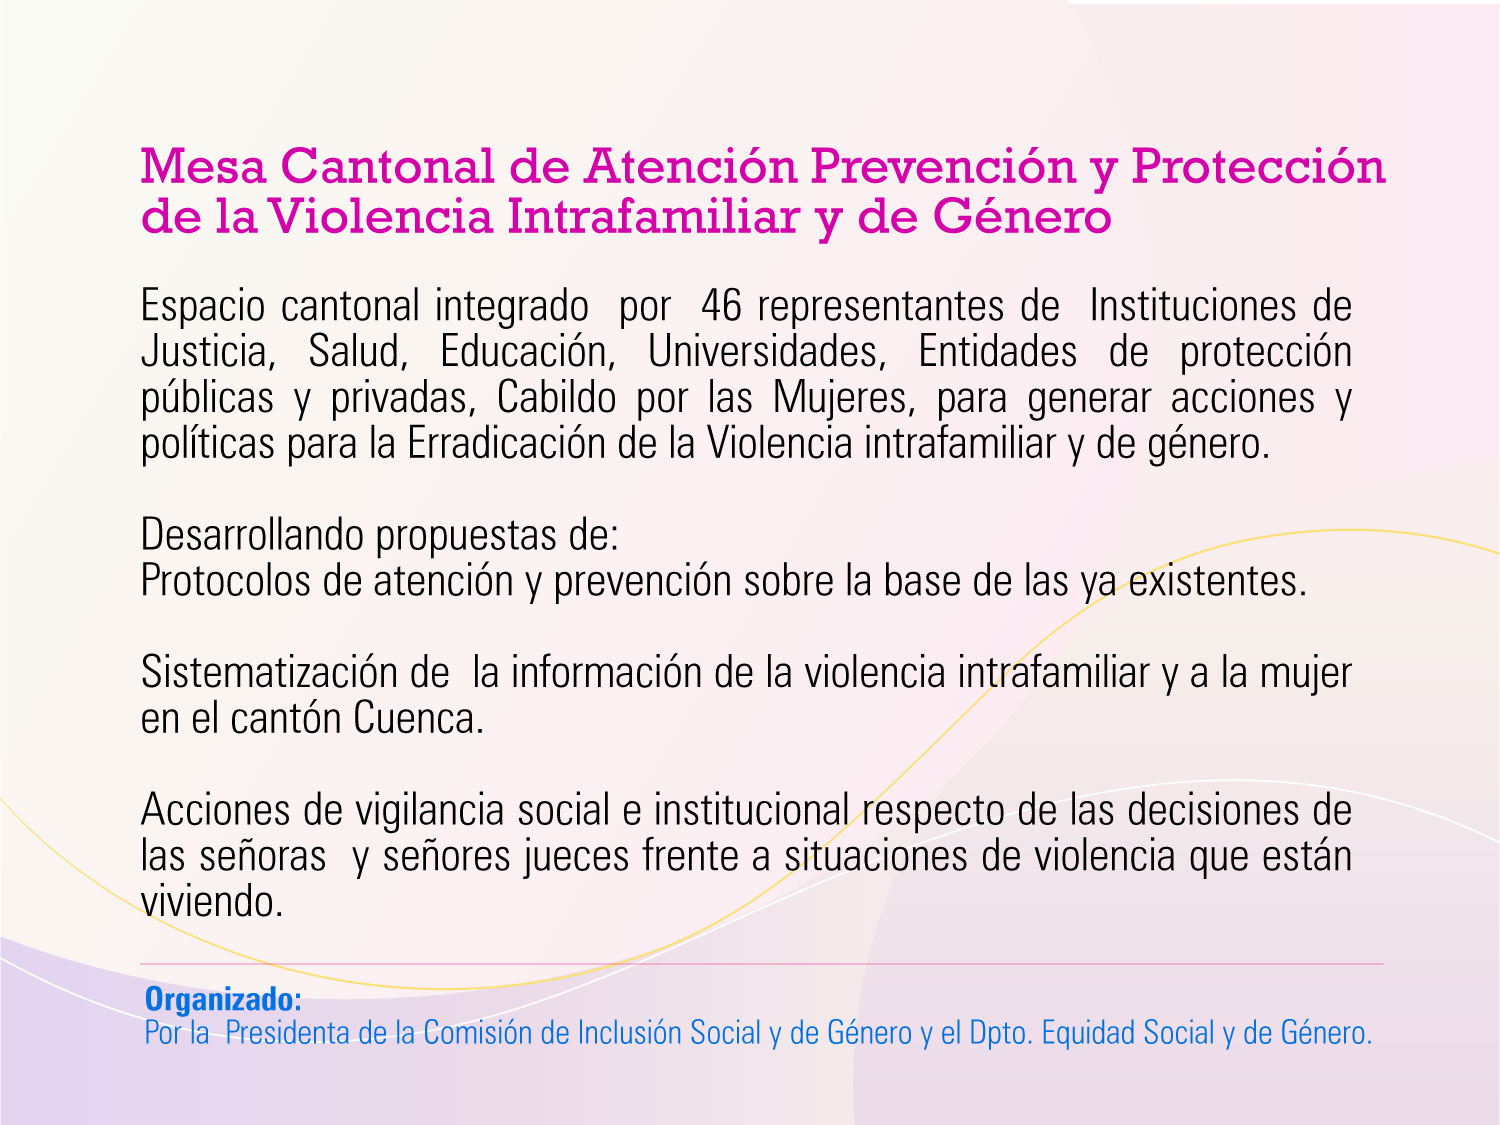 Mesa Cantonal de Atención Prevención y Protección
de la Violencia Intrafamiliar y de Género
Espacio cantonal integrado por 46 representantes de Instituciones de
Justicia, Salud, Educación, Universidades, Entidades de protección
públicas y privadas, Cabildo por las Mujeres, para generar acciones y
políticas para la Erradicación de la Violencia intrafamiliar y de género.
Desarrollando propuestas de:
Protocolos de atención y prevención sobre la base de las ya existentes.
Sistematización de la información de la violencia intrafamiliar y a la mujer
en el cantón Cuenca.
Acciones de vigilancia social e institucional respecto de las decisiones de
las señoras y señores jueces frente a situaciones de violencia que están
viviendo.
Organizado:
Por la Presidenta de la Comisión de Inclusión Social y de Género y el Dpto. Equidad Social y de Género.